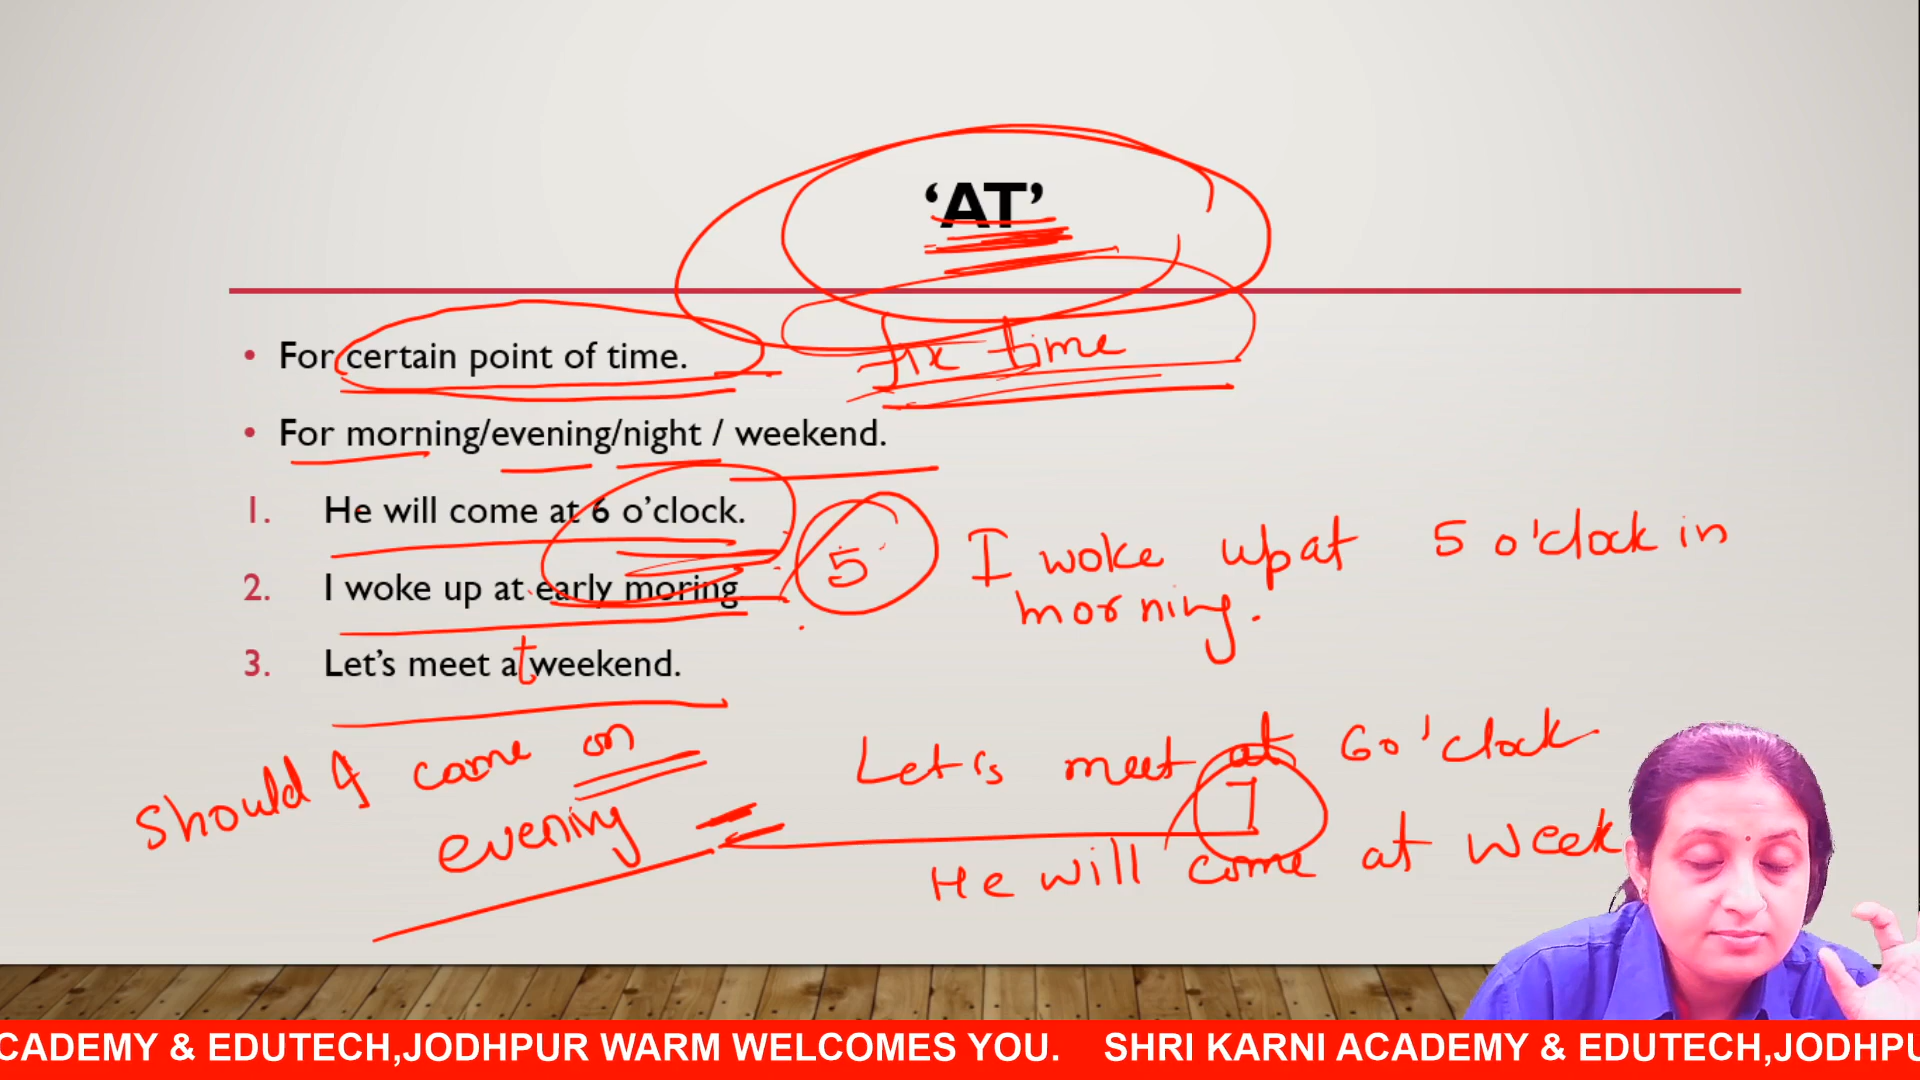 ‘AT’
• For certain point of time.
fix time
• For morning/evening/night / weekend.
1. He will come at 6 o’clock.
5
I woke up at 5 o'clock in
morning.
2. I woke up at early moring
3. Let’s meet at weekend.
Should I come on
evening
Let's meet at 6 o'clock
7
He will come at week
CADEMY & EDUTECH,JODHPUR WARM WELCOMES YOU. SHRI KARNI ACADEMY & EDUTECH,JODHPU